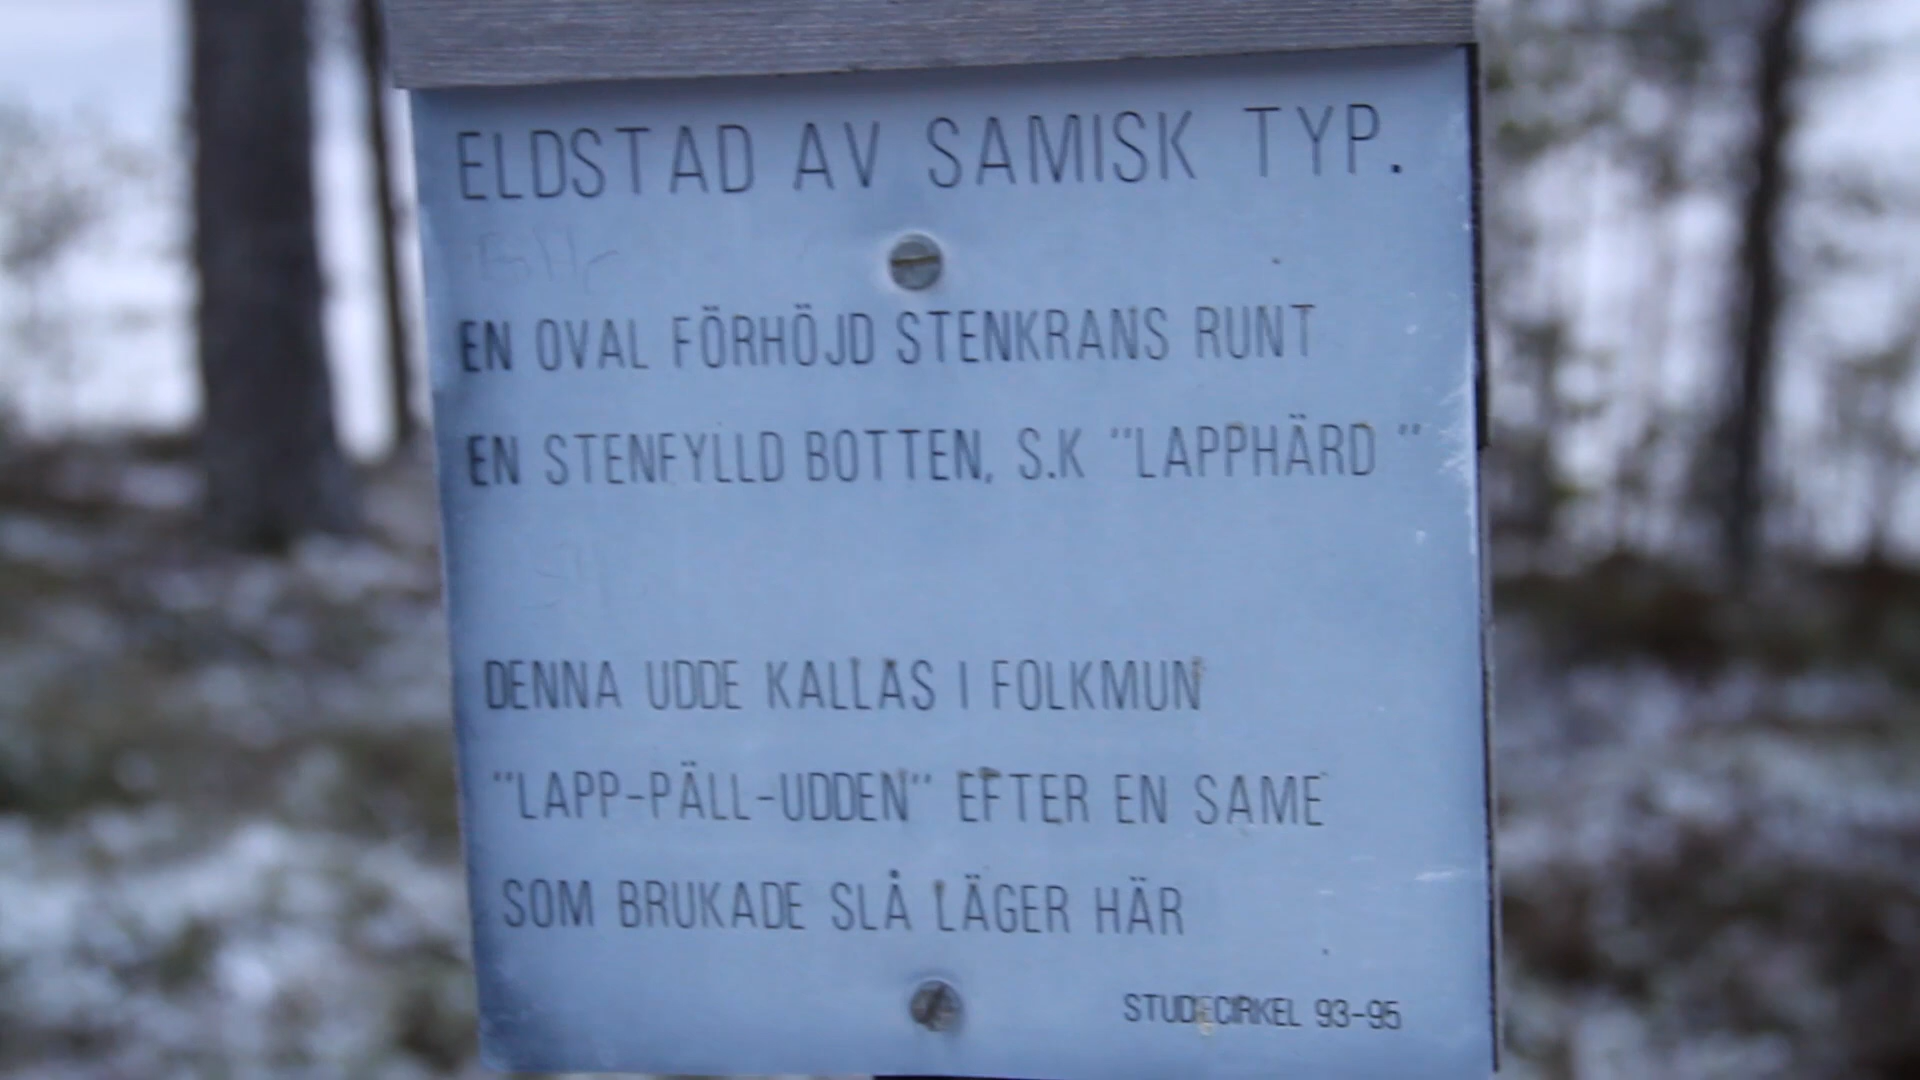 ELDSTAD AV SAMISK TYP.
EN OVAL FÖRHÖJD STENKRANS RUNT
EN STENFYLLD BOTTEN, S.K "LAPPHÄRD "
DENNA UDDE KALLAS I FOLKMUN
"LAPP-PÄLL-UDDEN" EFTER EN SAME
SOM BRUKADE SLÅ LÄGER HÄR
STUDIECIRKEL 93-95